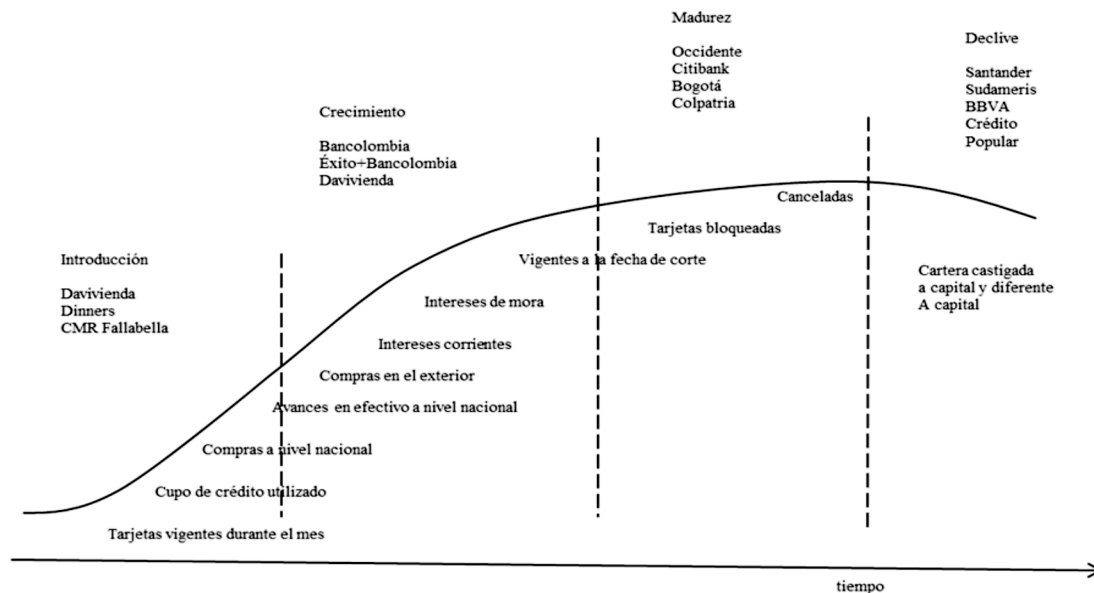 Madurez
Occidente
Citibank
Bogotá
Colpatria
Declive
Santander
Sudameris
BBVA
Crédito
Popular
Crecimiento
Bancolombia
Éxito+Bancolombia
Davivienda
Introducción
Davivienda
Dinners
CMR Fallabella
Canceladas
Tarjetas bloqueadas
Vigentes a la fecha de corte
Intereses de mora
Intereses corrientes
Compras en el exterior
Avances en efectivo a nivel nacional
Compras a nivel nacional
Cupo de crédito utilizado
Tarjetas vigentes durante el mes
Cartera castigada
a capital y diferente
A capital
tiempo